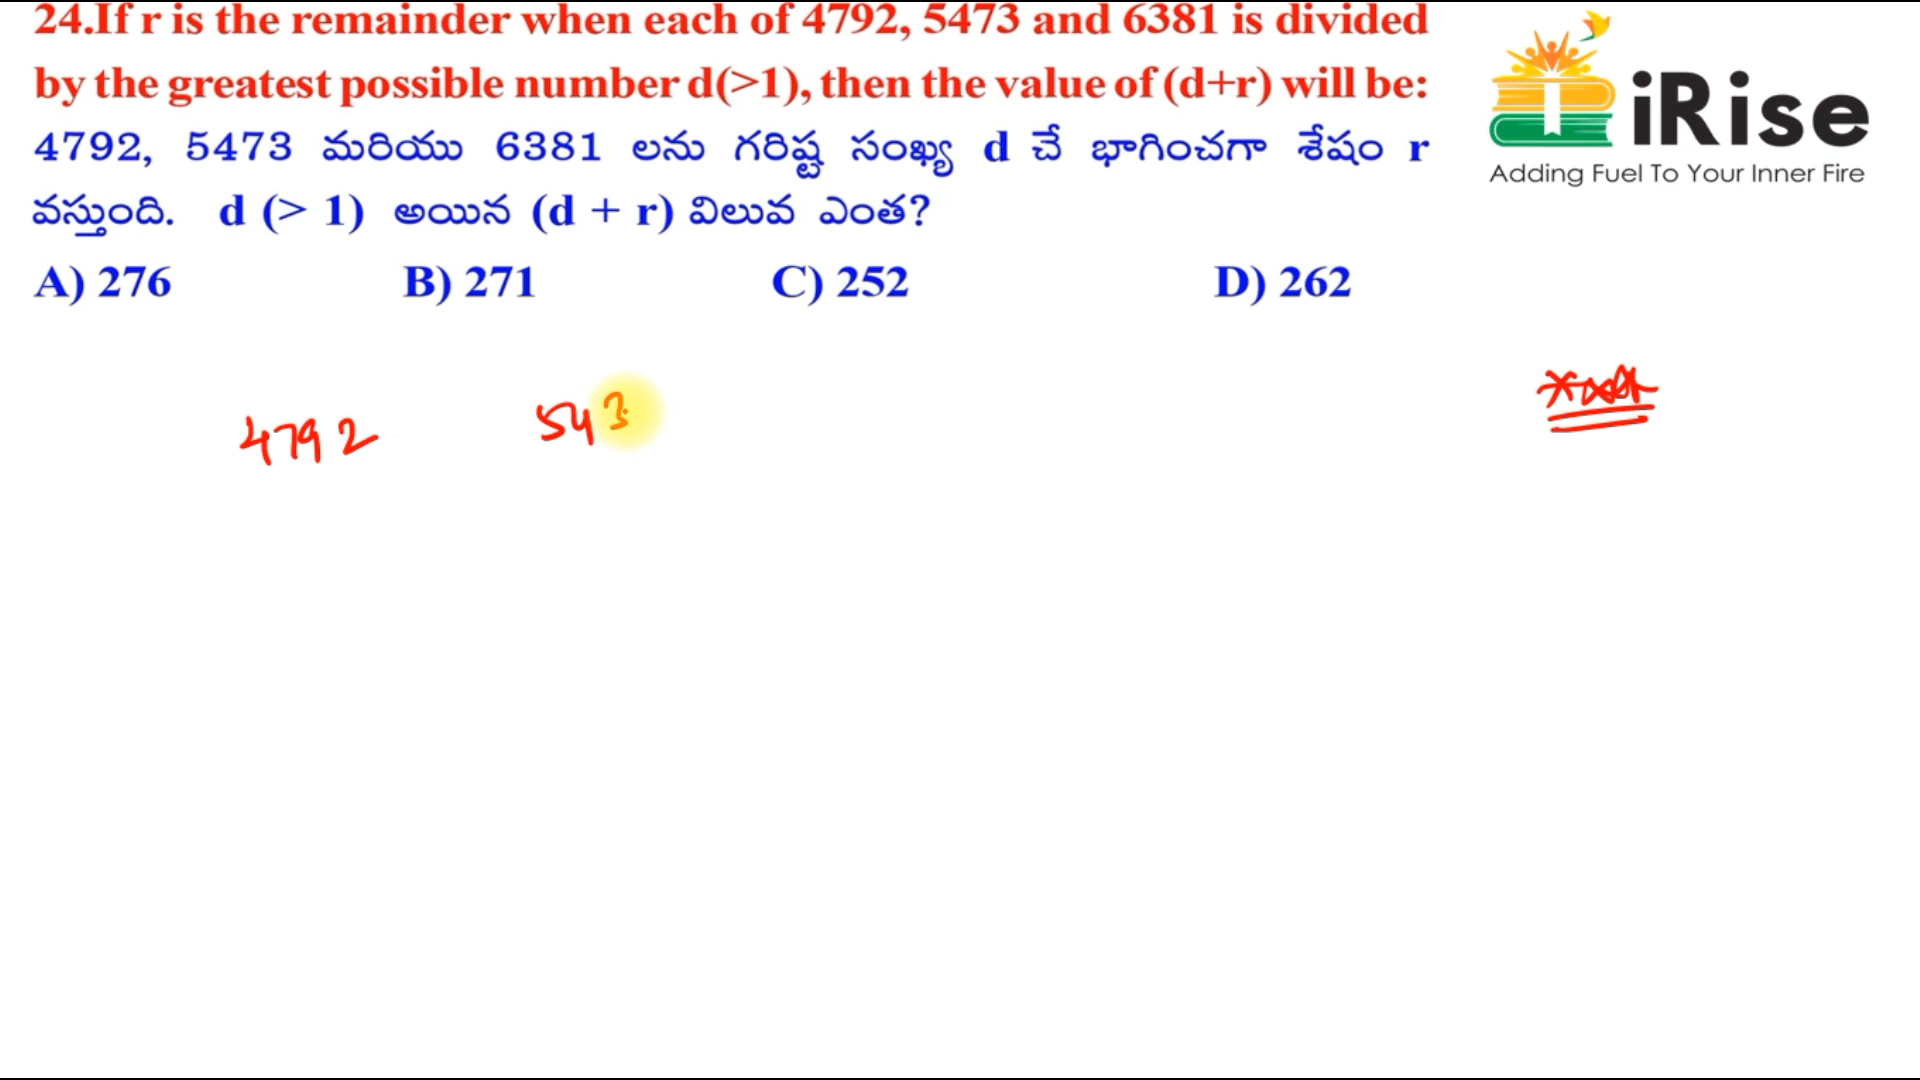 24.If r is the remainder when each of 4792, 5473 and 6381 is divided
by the greatest possible number d(>1), then the value of (d+r) will be:
4792, 5473 మరియు 6381 లను గరిష్ట సంఖ్య d చే భాగించగా శేషం r
వస్తుంది. d (> 1) అయిన (d + r) విలువ ఎంత?
A) 276 B) 271 C) 252 D) 262
iRise
Adding Fuel To Your Inner Fire
4792 543